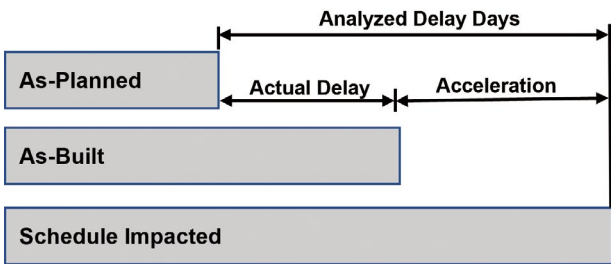 Analyzed Delay Days
As-Planned
Actual Delay
Acceleration
As-Built
Schedule Impacted